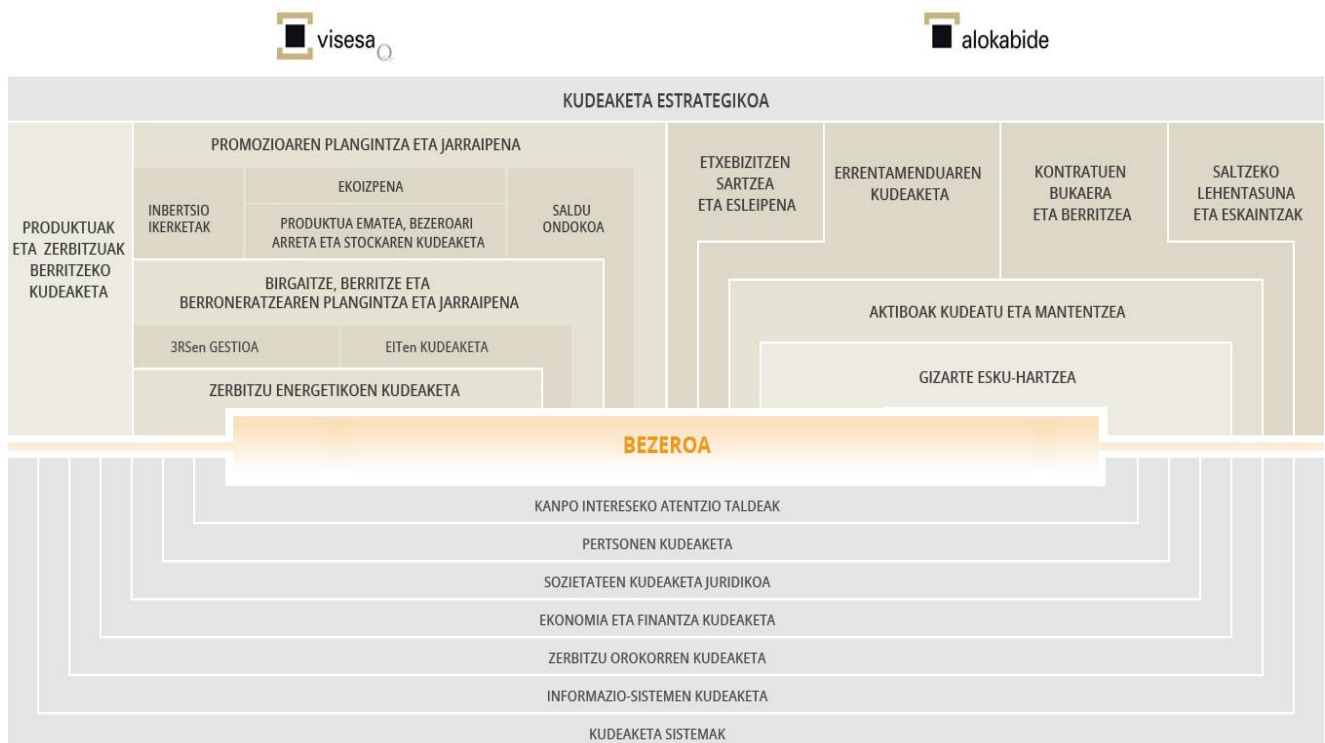 visesa Q
alokabide
KUDEAKETA ESTRATEGIKOA
PRODUKTUAK
ETA ZERBITZUAK
BERRITZEKO
KUDEAKETA
PROMOZIOAREN PLANGINTZA ETA JARRAIPENA
INBERTSIO
IKERKETAK
EKOIZPENA
PRODUKTUA EMATEA, BEZEROARI
ARRETA ETA STOCKAREN KUDEAKETA
SALDU
ONDOKOA
BIRGAITZE, BERRITZE ETA
BERRONERATZEAREN PLANGINTZA ETA JARRAIPENA
3RSen GESTIOA
EITen KUDEAKETA
ZERBITZU ENERGETIKOEN KUDEAKETA
ETXEBIZITZEN
SARTZEA
ETA ESLEIPENA
ERRENTAMENDUAREN
KUDEAKETA
KONTRATUEN
BUKAERA
ETA BERRITZEA
SALTZEKO
LEHENTASUNA
ETA ESKAINTZAK
AKTIBOAK KUDEATU ETA MANTENTZEA
GIZARTE ESKU-HARTZEA
BEZEROA
KANPO INTERESEKO ATENTZIO TALDEAK
PERTSONEN KUDEAKETA
SOZIETATEEN KUDEAKETA JURIDIKOA
EKONOMIA ETA FINANTZA KUDEAKETA
ZERBITZU OROKORREN KUDEAKETA
INFORMAZIO-SISTEMEN KUDEAKETA
KUDEAKETA SISTEMAK